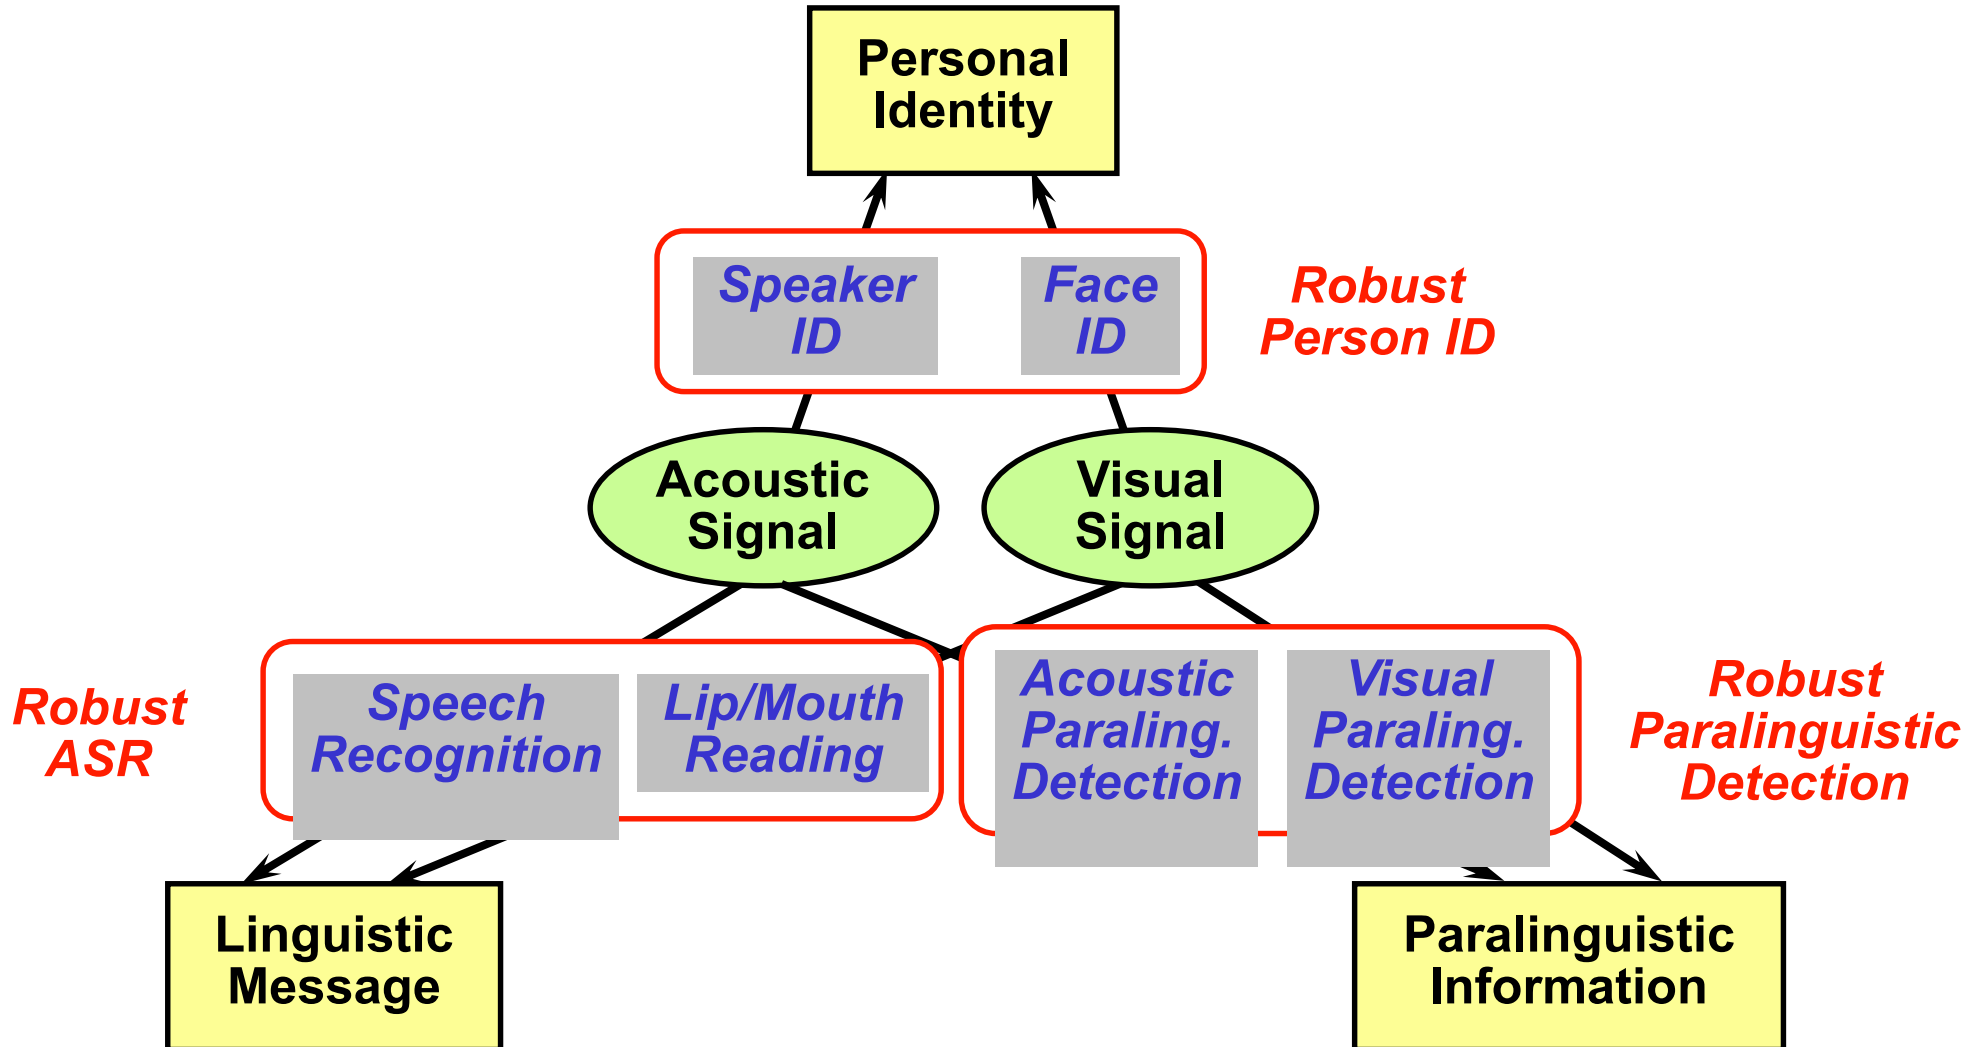 Personal
Identity
Speaker
ID
Face
ID
Robust
Person ID
Acoustic
Signal
Visual
Signal
Robust
ASR
Speech
Recognition
Lip/Mouth
Reading
Acoustic
Paraling.
Detection
Visual
Paraling.
Detection
Robust
Paralinguistic
Detection
Linguistic
Message
Paralinguistic
Information